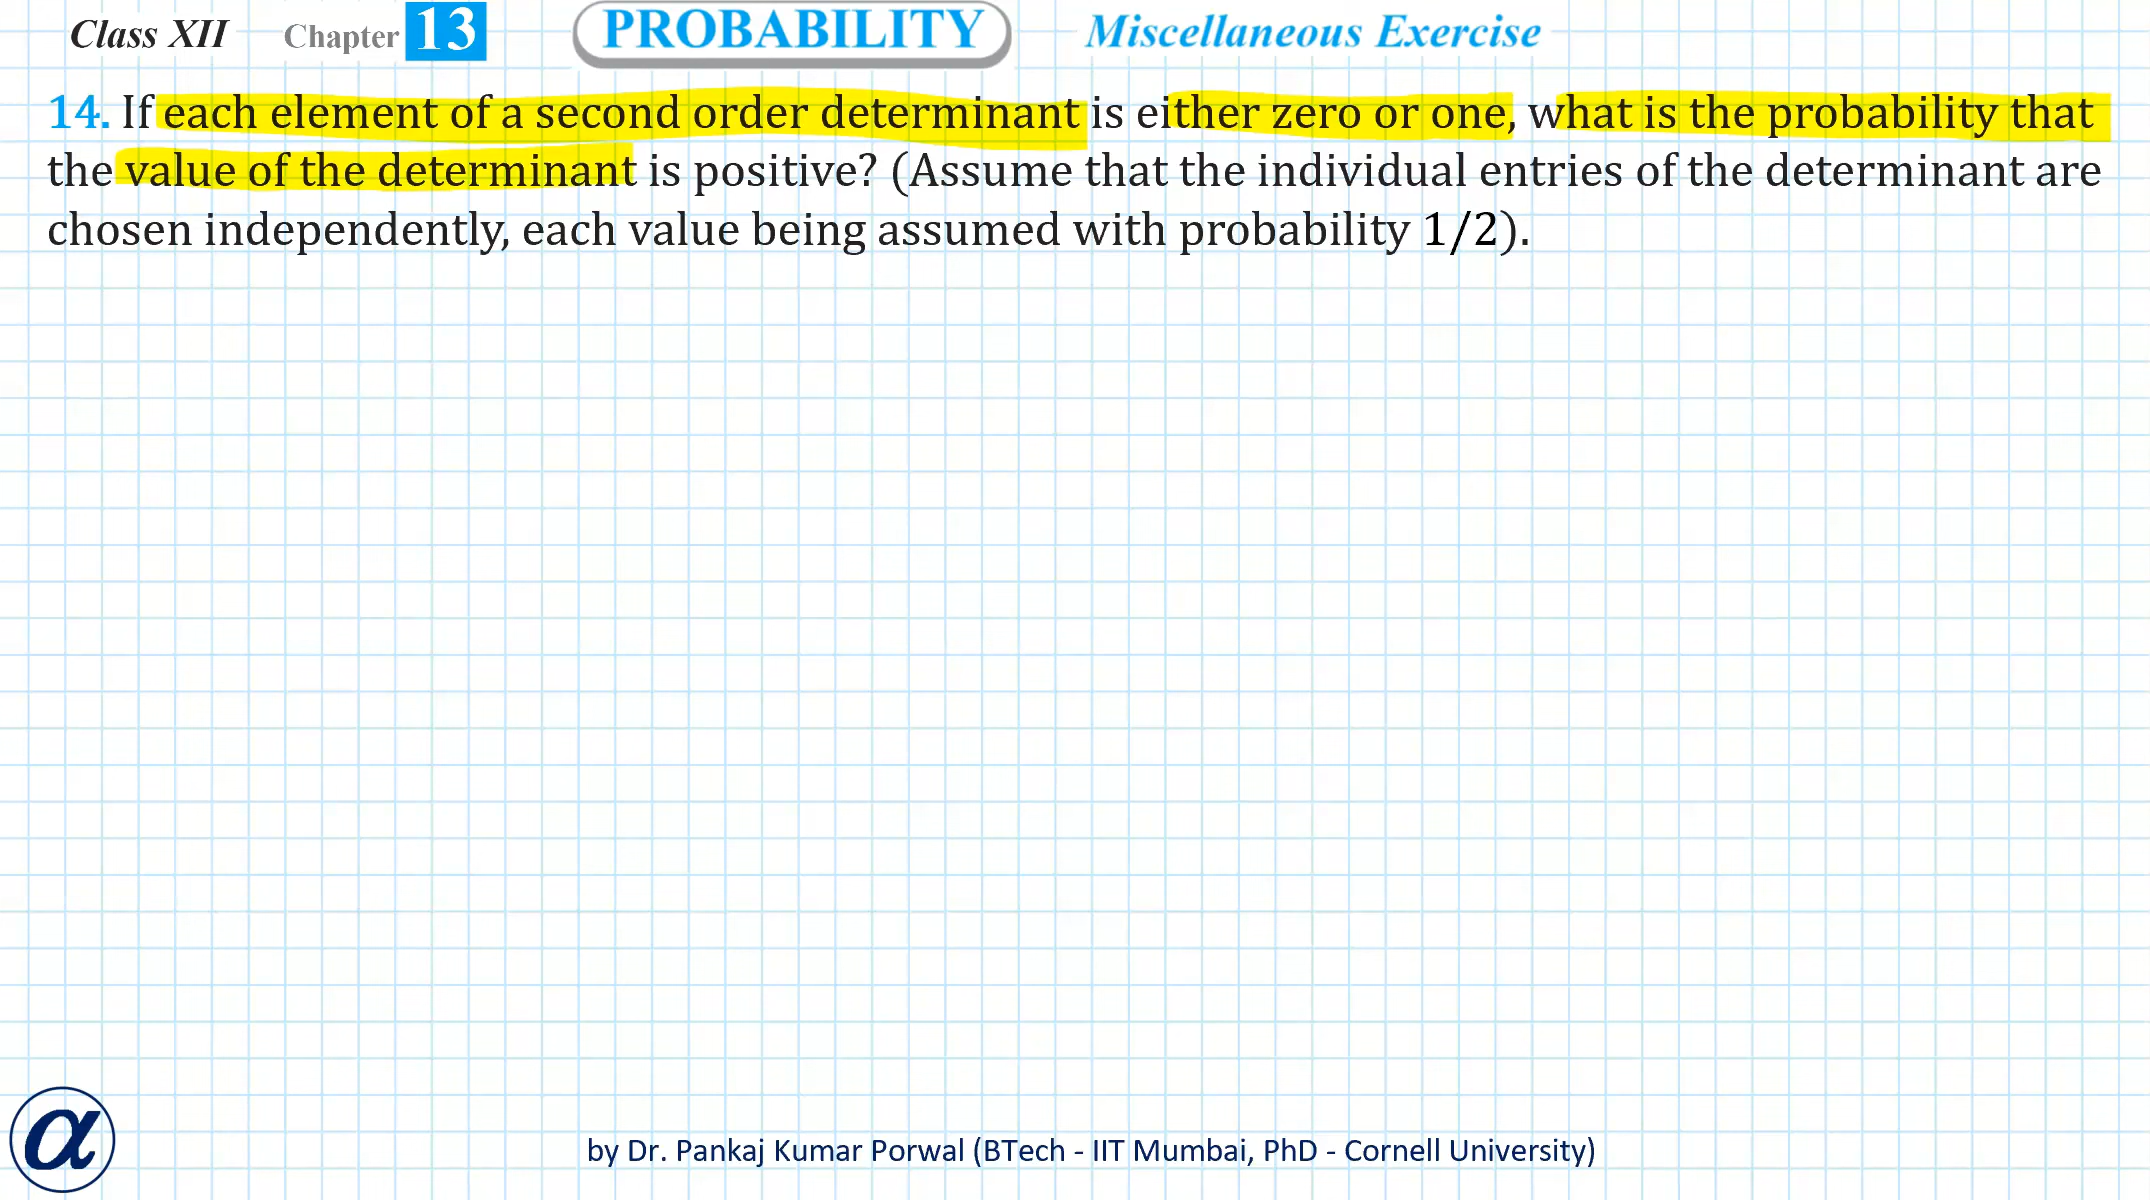 Class XII Chapter 13 PROBABILITY Miscellaneous Exercise
14. If each element of a second order determinant is either zero or one, what is the probability that
the value of the determinant is positive? (Assume that the individual entries of the determinant are
chosen independently, each value being assumed with probability 1/2).
α
by Dr. Pankaj Kumar Porwal (BTech - IIT Mumbai, PhD - Cornell University)